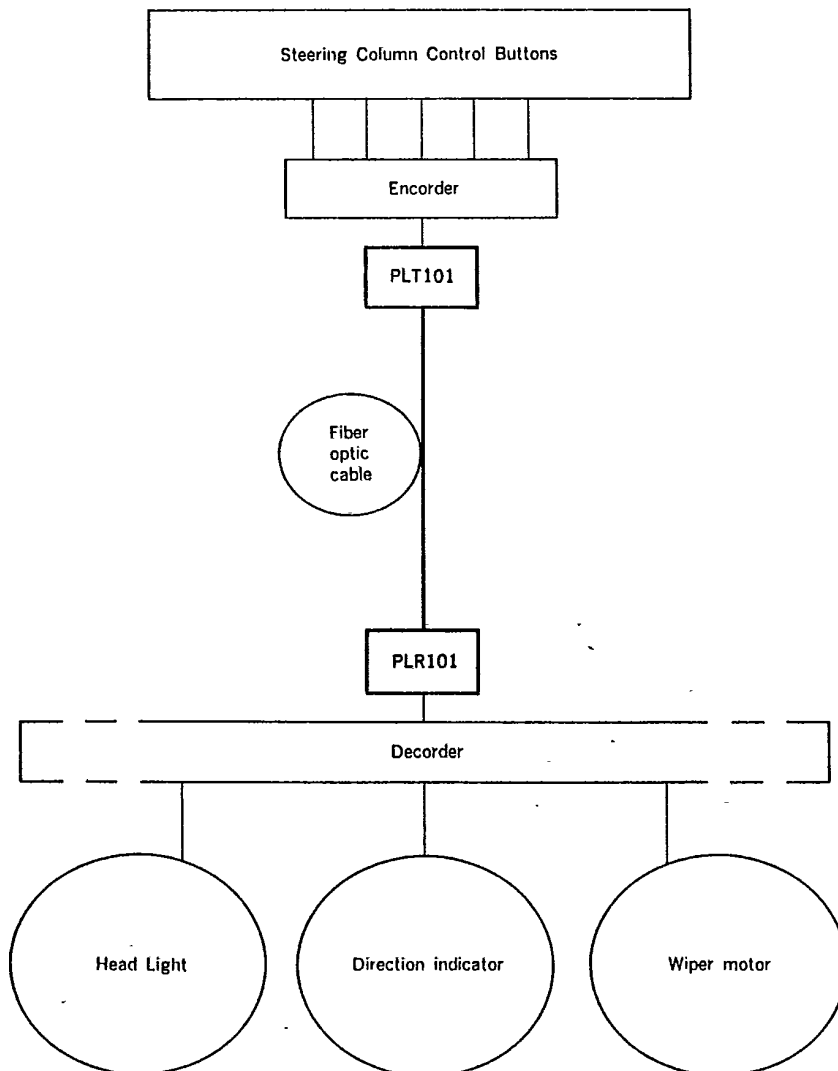 Steering Column Control Buttons
Encorder
PLT101
Fiber
optic
cable
PLR101
Decorder
Head Light
Direction indicator
Wiper motor